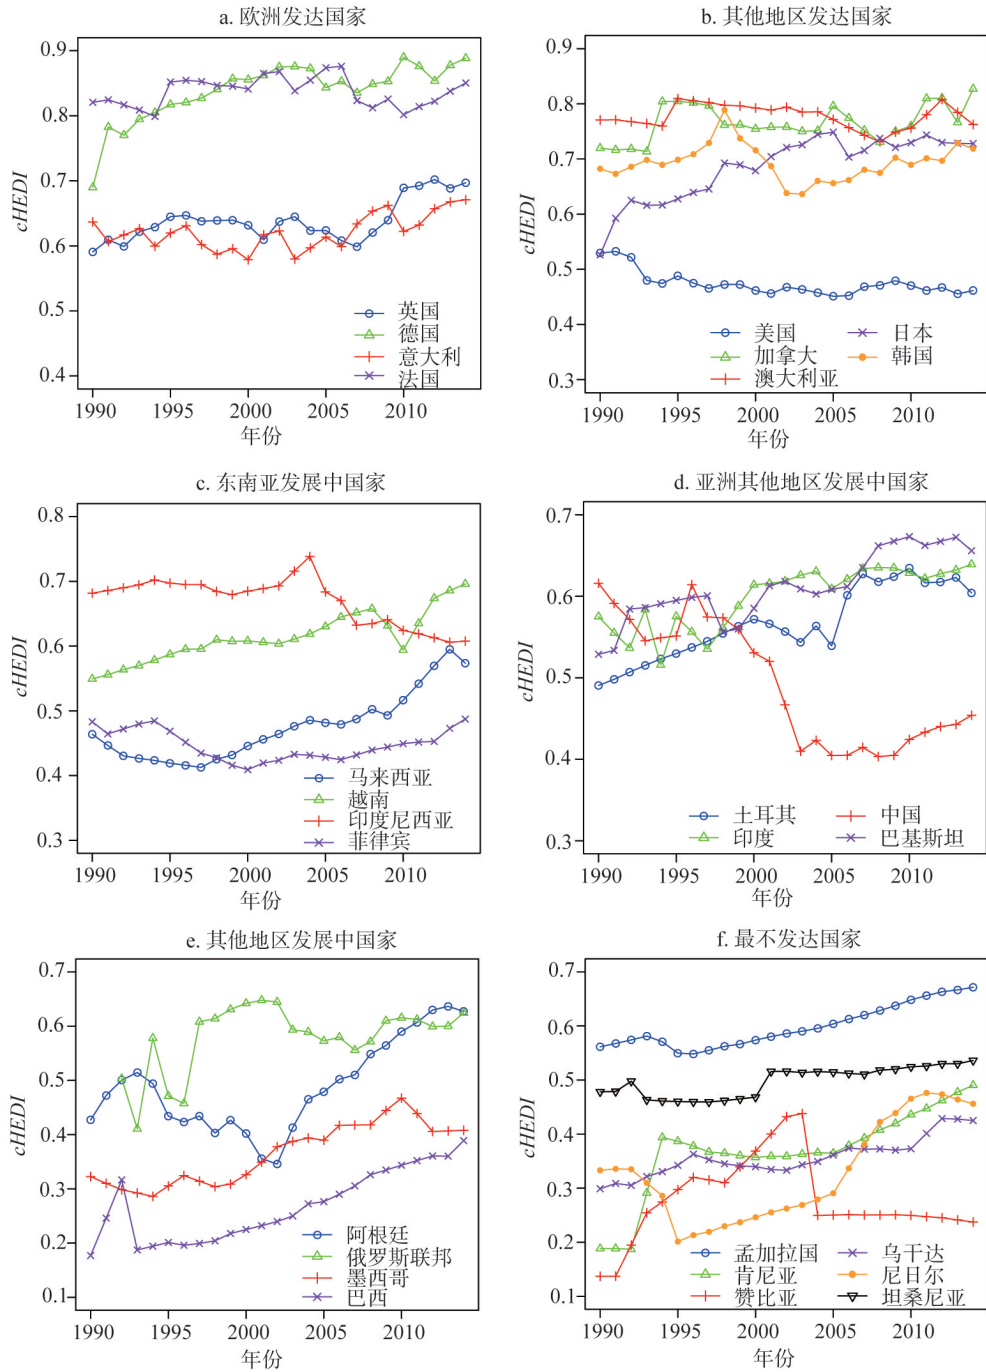 a. 欧洲发达国家
0.9
0.8
0.7
0.6
0.5
0.4
cHEDI
英国
德国
意大利
法国
1990 1995 2000 2005 2010
年份
b. 其他地区发达国家
0.9
0.8
0.7
0.6
0.5
0.4
0.3
cHEDI
美国 日本
加拿大 韩国
澳大利亚
1990 1995 2000 2005 2010
年份
c. 东南亚发展中国家
0.8
0.7
0.6
0.5
0.4
0.3
cHEDI
马来西亚
越南
印度尼西亚
菲律宾
1990 1995 2000 2005 2010
年份
d. 亚洲其他地区发展中国家
0.7
0.6
0.5
0.4
0.3
cHEDI
土耳其 中国
印度 巴基斯坦
1990 1995 2000 2005 2010
年份
e. 其他地区发展中国家
0.7
0.6
0.5
0.4
0.3
0.2
0.1
cHEDI
阿根廷
俄罗斯联邦
墨西哥
巴西
1990 1995 2000 2005 2010
年份
f. 最不发达国家
0.7
0.6
0.5
0.4
0.3
0.2
0.1
cHEDI
孟加拉国 乌干达
肯尼亚 尼日尔
赞比亚 坦桑尼亚
1990 1995 2000 2005 2010
年份